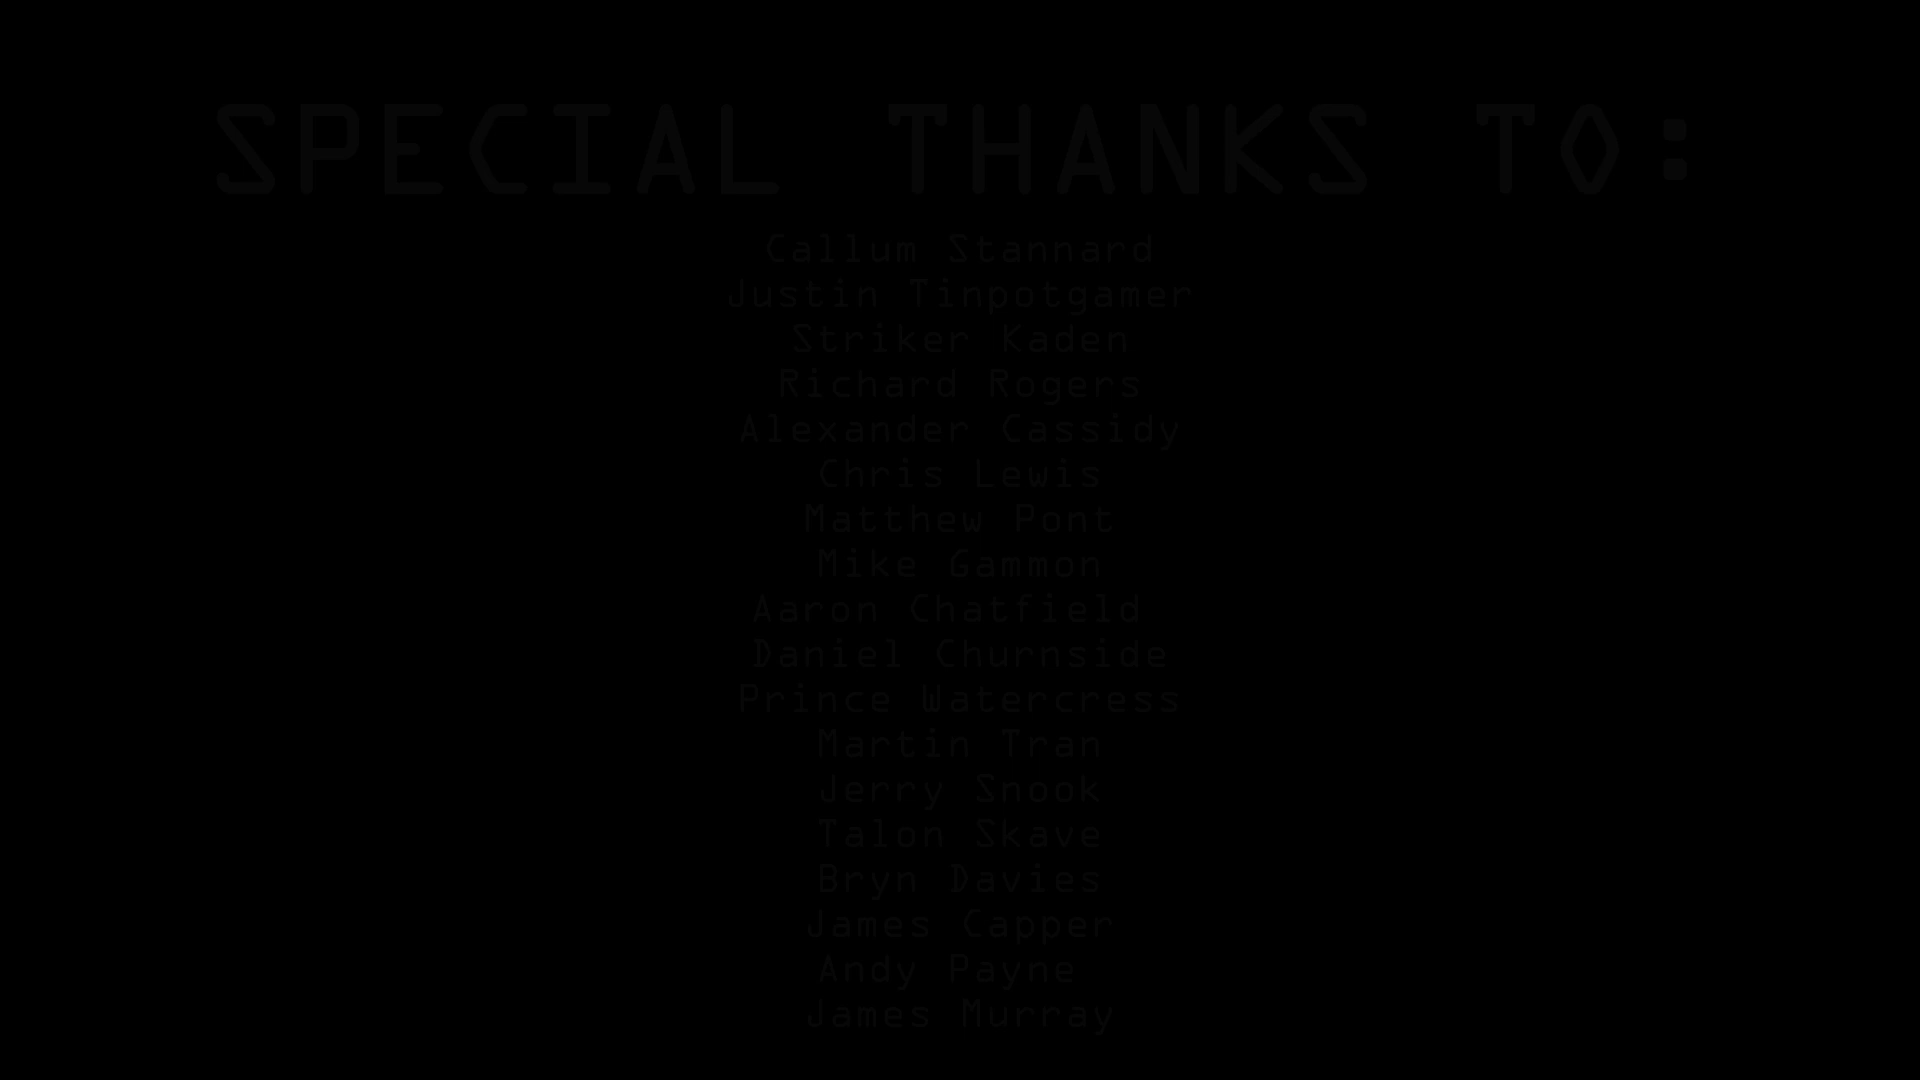 SPECIAL THANKS TO:
Callum Stannard
Justin Tinpotgamer
Striker Kaden
Richard Rogers
Alexander Cassidy
Chris Lewis
Matthew Pont
Mike Gammon
Aaron Chatfield
Daniel Churnside
Prince Watercress
Martin Tran
Jerry Snook
Talon Skave
Bryn Davies
James Capper
Andy Payne
James Murray